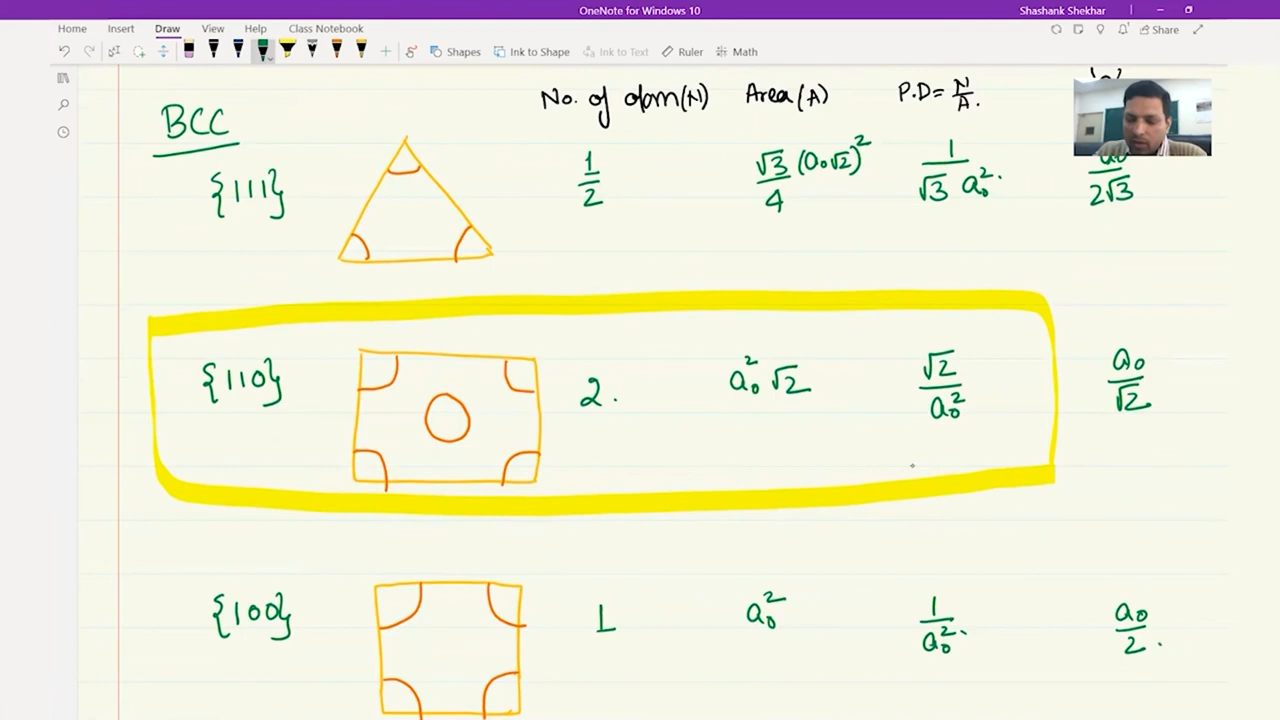 OneNote for Windows 10
Shashank Shekhar
Home Insert Draw View Help Class Notebook
Share
Shapes Ink to Shape Ink to Text Ruler Math
No. of atom(N) Area(A) P.D= N/A.
BCC
{111} 1/2 √3/4 (a₀√2)² 1/√3 a₀². a₀/2√3
{110} 2. a₀²√2 √2/a₀² a₀/√2
{100} 1 a₀² 1/a₀². a₀/2.